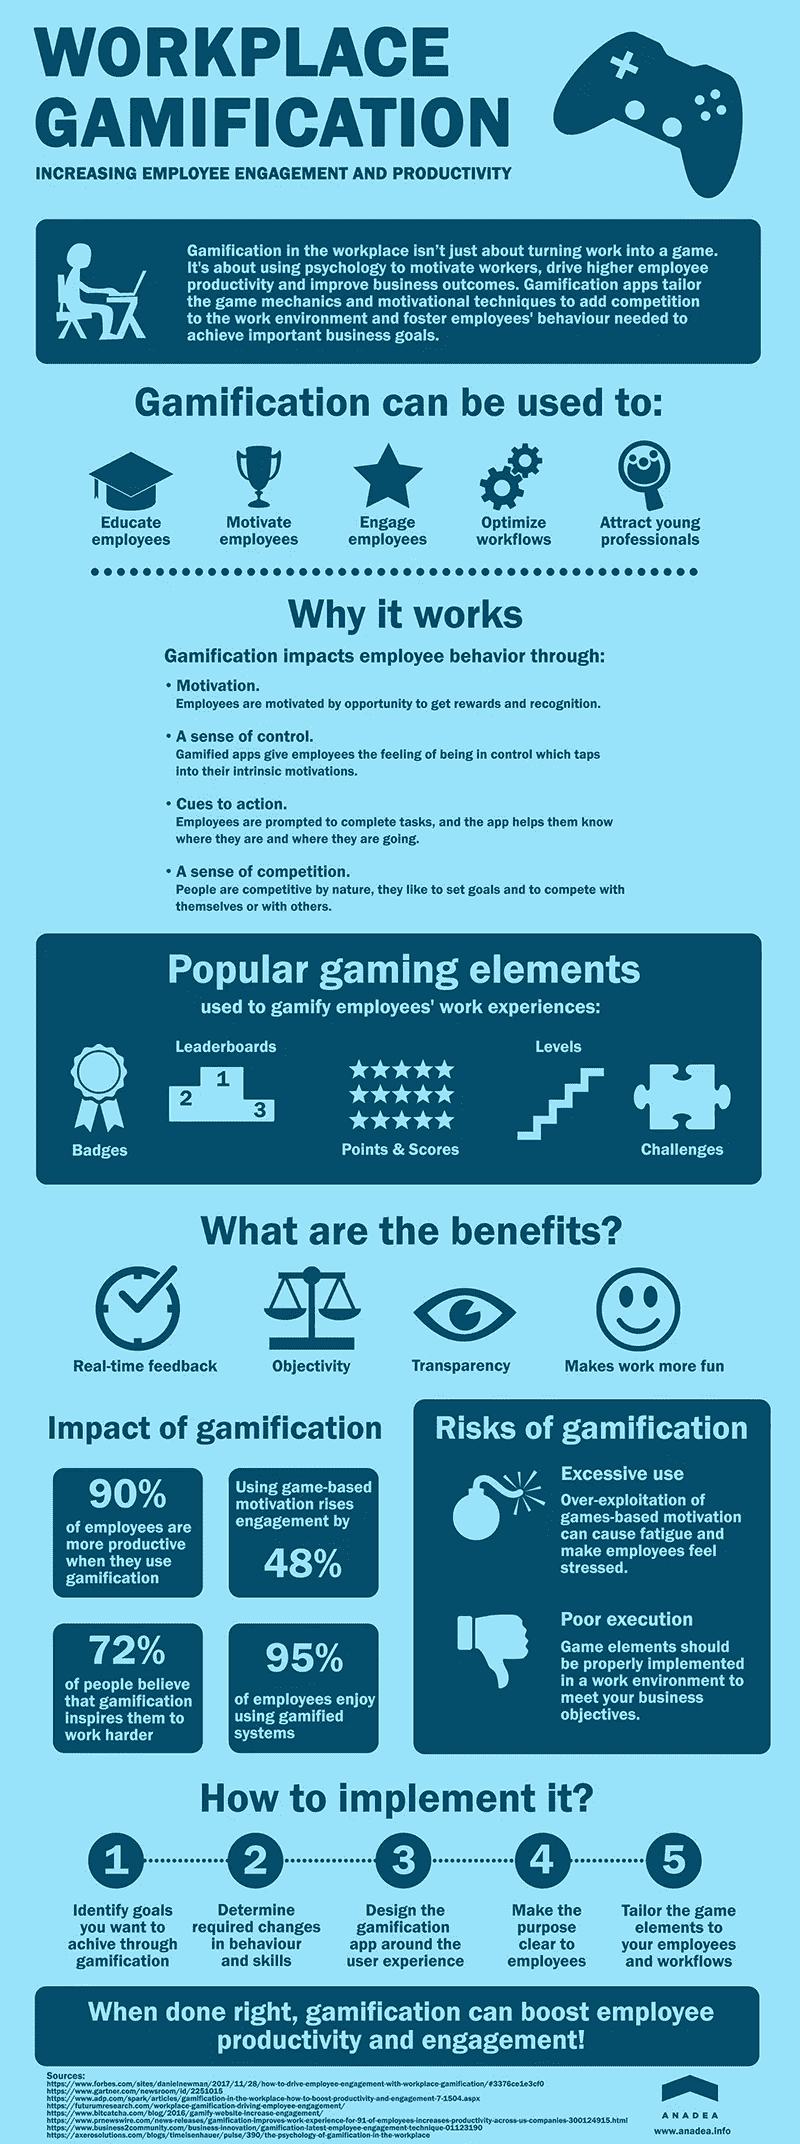 WORKPLACE
GAMIFICATION
INCREASING EMPLOYEE ENGAGEMENT AND PRODUCTIVITY
Gamification in the workplace isn't just about turning work into a game.
It's about using psychology to motivate workers, drive higher employee
productivity and improve business outcomes. Gamification apps tailor
the game mechanics and motivational techniques to add competition
to the work environment and foster employees' behaviour needed to
achieve important business goals.
Gamification can be used to:
Educate
employees
Motivate
employees
Engage
employees
Optimize
workflows
Attract young
professionals
Why it works
Gamification impacts employee behavior through:
• Motivation.
Employees are motivated by opportunity to get rewards and recognition.
• A sense of control.
Gamified apps give employees the feeling of being in control which taps
into their intrinsic motivations.
• Cues to action.
Employees are prompted to complete tasks, and the app helps them know
where they are and where they are going.
• A sense of competition.
People are competitive by nature, they like to set goals and to compete with
themselves or with others.
Popular gaming elements
used to gamify employees' work experiences:
Badges
Leaderboards
1
2
3
Points & Scores
Levels
Challenges
What are the benefits?
Real-time feedback
Objectivity
Transparency
Makes work more fun
Impact of gamification
90%
of employees are
more productive
when they use
gamification
Using game-based
motivation rises
engagement by
48%
72%
of people believe
that gamification
inspires them to
work harder
95%
of employees enjoy
using gamified
systems
Risks of gamification
Excessive use
Over-exploitation of
games-based motivation
can cause fatigue and
make employees feel
stressed.
Poor execution
Game elements should
be properly implemented
in a work environment to
meet your business
objectives.
How to implement it?
1
Identify goals
you want to
achive through
gamification
2
Determine
required changes
in behaviour
and skills
3
Design the
gamification
app around the
user experience
4
Make the
purpose
clear to
employees
5
Tailor the game
elements to
your employees
and workflows
When done right, gamification can boost employee
productivity and engagement!
Sources:
https://www.forbes.com/sites/danielnewman/2017/11/28/how-to-drive-employee-engagement-with-workplace-gamification/#3376ce1e3cf0
https://www.gartner.com/newsroom/id/2251015
https://www.adp.com/spark/articles/gamification-in-the-workplace-how-to-boost-productivity-and-engagement-7-1504.aspx
https://futurumresearch.com/workplace-gamification-driving-employee-engagement/
https://www.bitcatcha.com/blog/2016/gamify-website-increase-engagement/
https://www.prnewswire.com/news-releases/gamification-improves-work-experience-for-91-of-employees-increases-productivity-across-us-companies-300124915.html
https://www.business2community.com/business-innovation/gamification-latest-employee-engagement-technique-01123190
https://axerosolutions.com/blogs/timeisenhauer/pulse/390/the-psychology-of-gamification-in-the-workplace
ANADEA
www.anadea.info